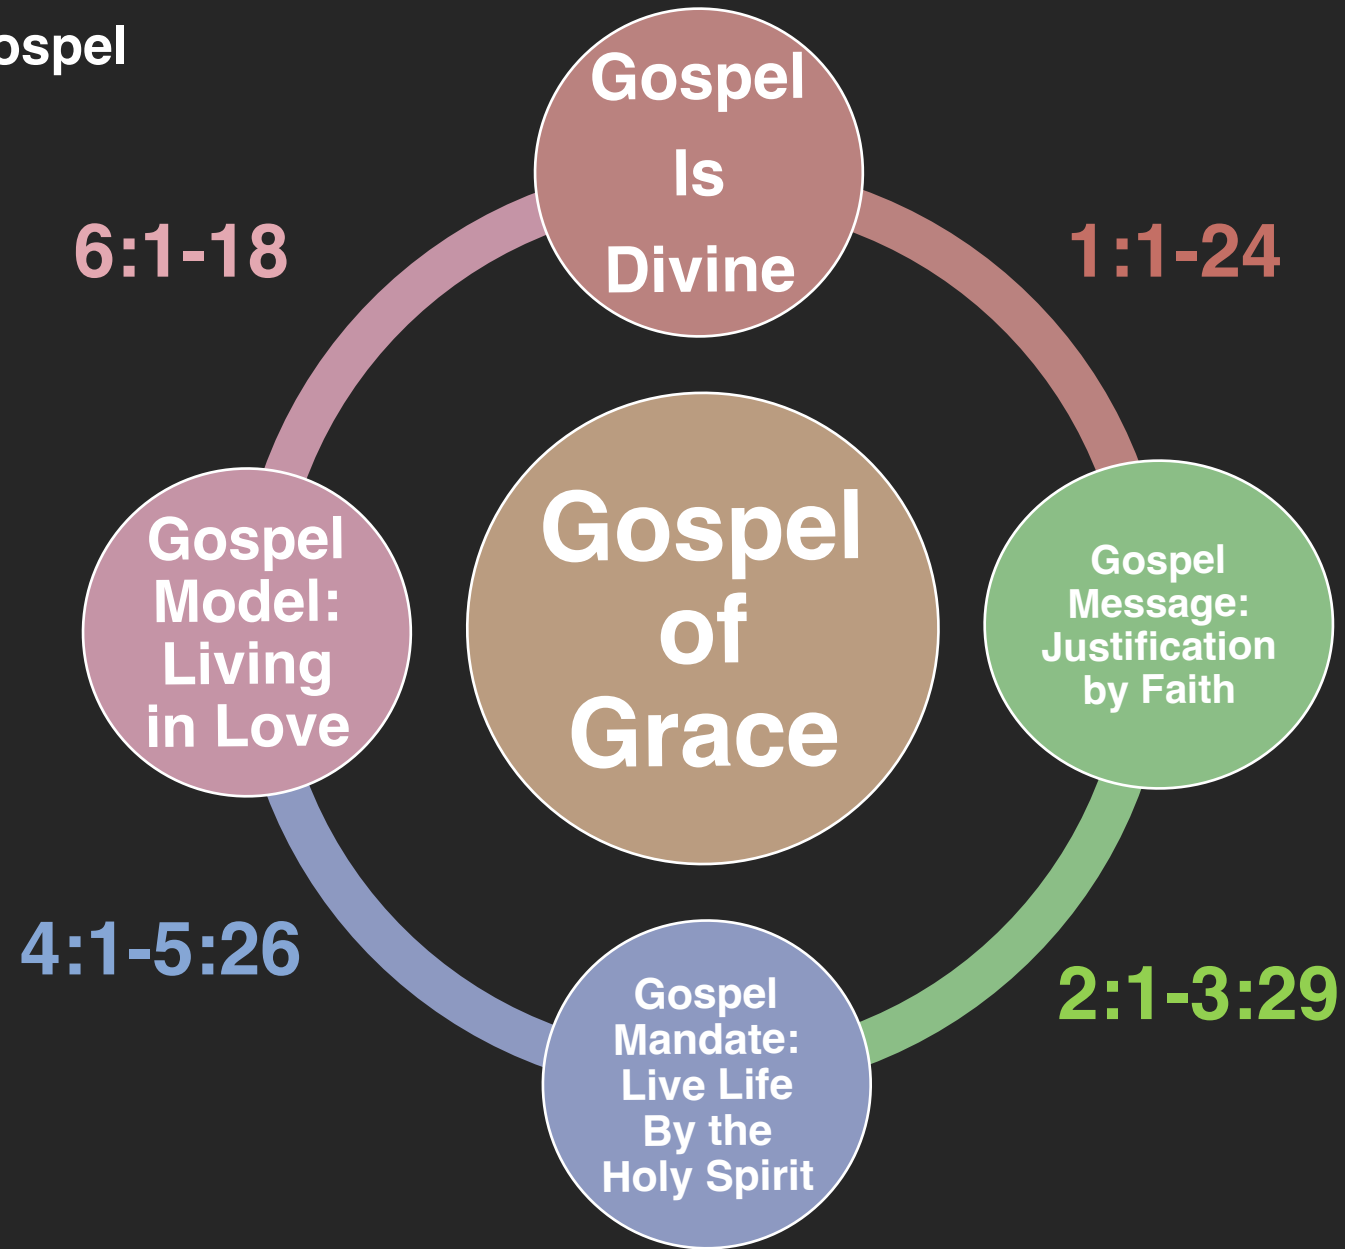 ospel
Gospel
Is
Divine
6:1-18
1:1-24
Gospel
of
Grace
Gospel
Model:
Living
in Love
Gospel
Message:
Justification
by Faith
4:1-5:26
2:1-3:29
Gospel
Mandate:
Live Life
By the
Holy Spirit